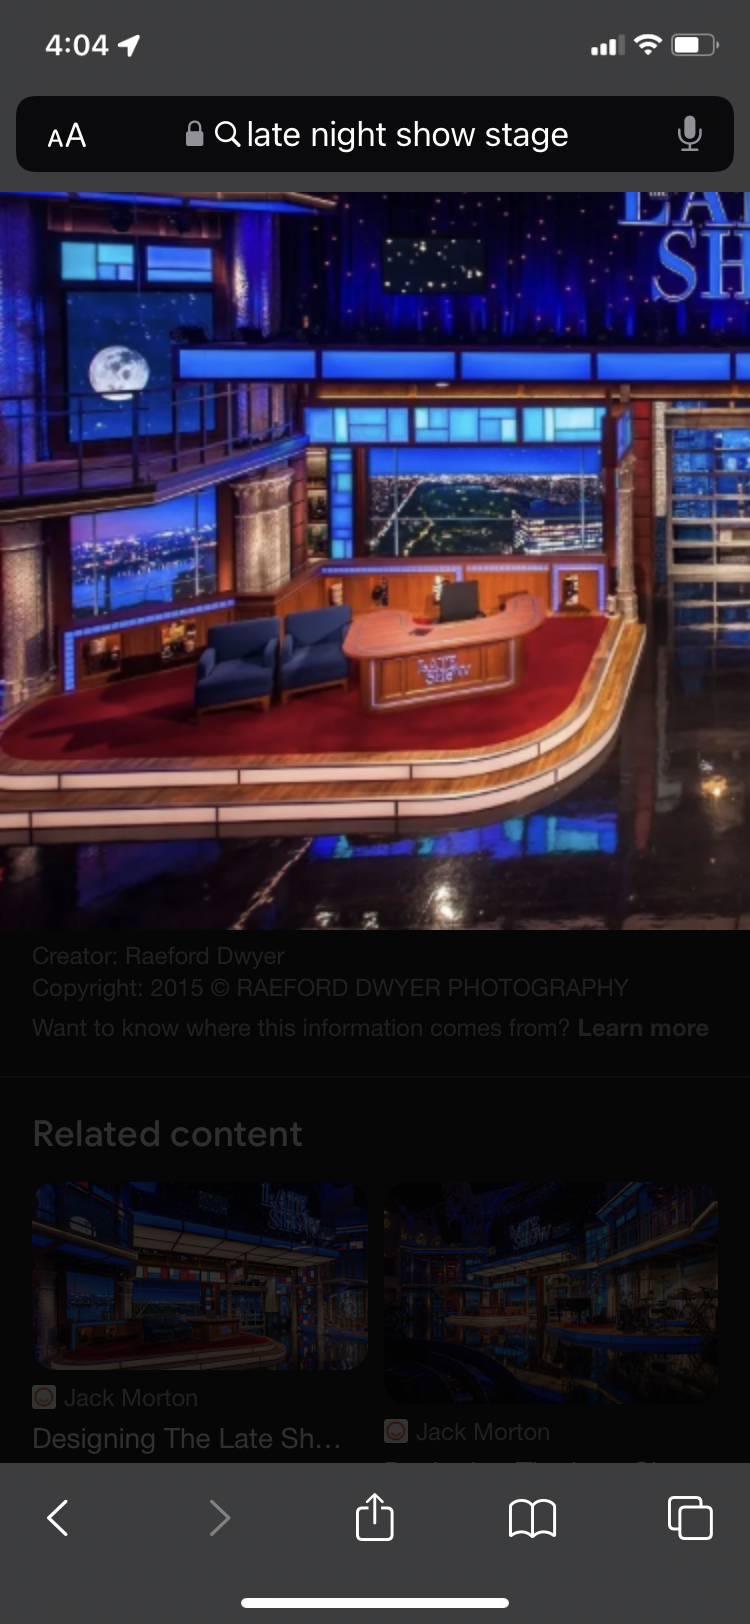 4:04
AA late night show stage
LA
SH
LATE
SHOW
Creator: Raeford Dwyer
Copyright: 2015 © RAEFORD DWYER PHOTOGRAPHY
Want to know where this information comes from? Learn more
Related content
LATE
SHOW
LATE
SHOW
Jack Morton
Designing The Late Sh...
Jack Morton